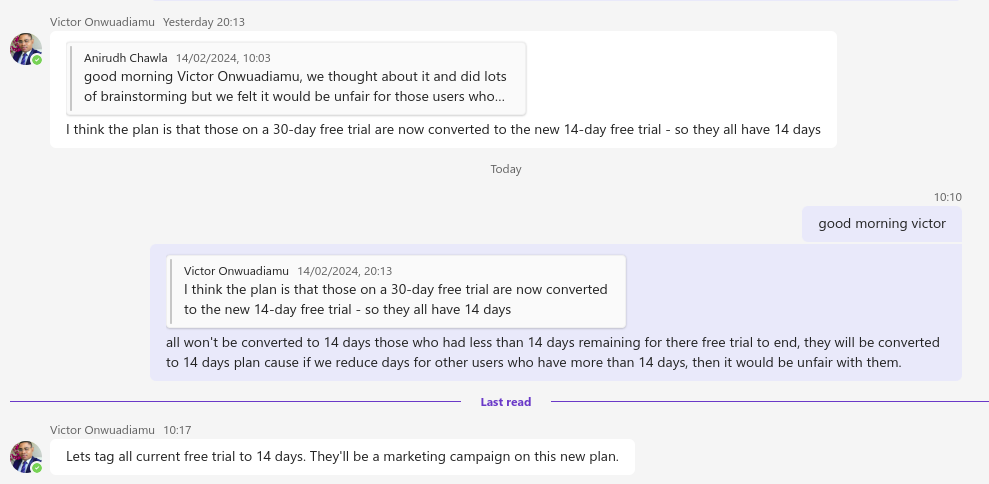 Victor Onwuadiamu Yesterday 20:13
Anirudh Chawla 14/02/2024, 10:03
good morning Victor Onwuadiamu, we thought about it and did lots
of brainstorming but we felt it would be unfair for those users who...
I think the plan is that those on a 30-day free trial are now converted to the new 14-day free trial - so they all have 14 days
Today
10:10
good morning victor
Victor Onwuadiamu 14/02/2024, 20:13
I think the plan is that those on a 30-day free trial are now converted
to the new 14-day free trial - so they all have 14 days
all won't be converted to 14 days those who had less than 14 days remaining for there free trial to end, they will be converted
to 14 days plan cause if we reduce days for other users who have more than 14 days, then it would be unfair with them.
Last read
Victor Onwuadiamu 10:17
Lets tag all current free trial to 14 days. They'll be a marketing campaign on this new plan.